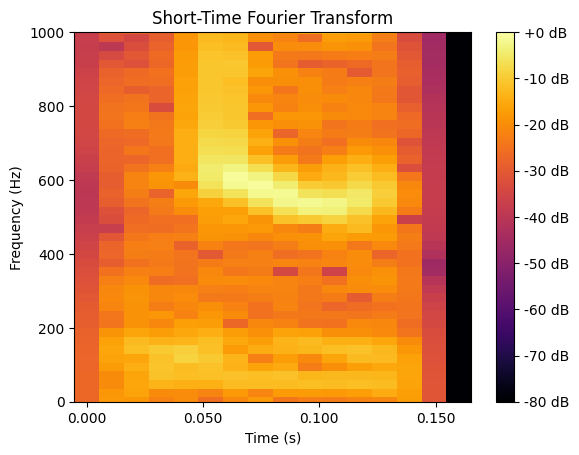 Short-Time Fourier Transform
1000
800
600
400
200
0
Frequency (Hz)
0.000
0.050
0.100
0.150
Time (s)
+0 dB
-10 dB
-20 dB
-30 dB
-40 dB
-50 dB
-60 dB
-70 dB
-80 dB